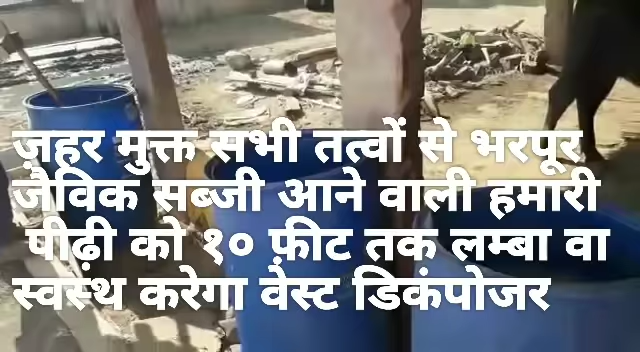 ज़हर मुक्त सभी तत्वों से भरपूर
जैविक सब्जी आने वाली हमारी
पीढ़ी को १० फ़ीट तक लम्बा वा
स्वस्थ करेगा वेस्ट डिकंपोजर